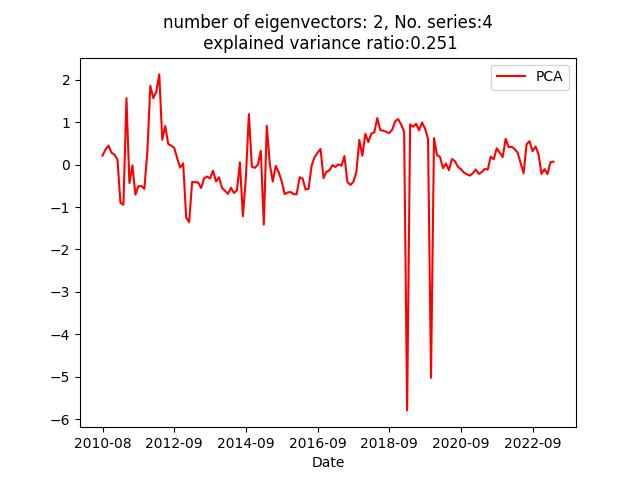 number of eigenvectors: 2, No. series:4
explained variance ratio:0.251
PCA
2
1
0
−1
−2
−3
−4
−5
−6
2010-08 2012-09 2014-09 2016-09 2018-09 2020-09 2022-09
Date